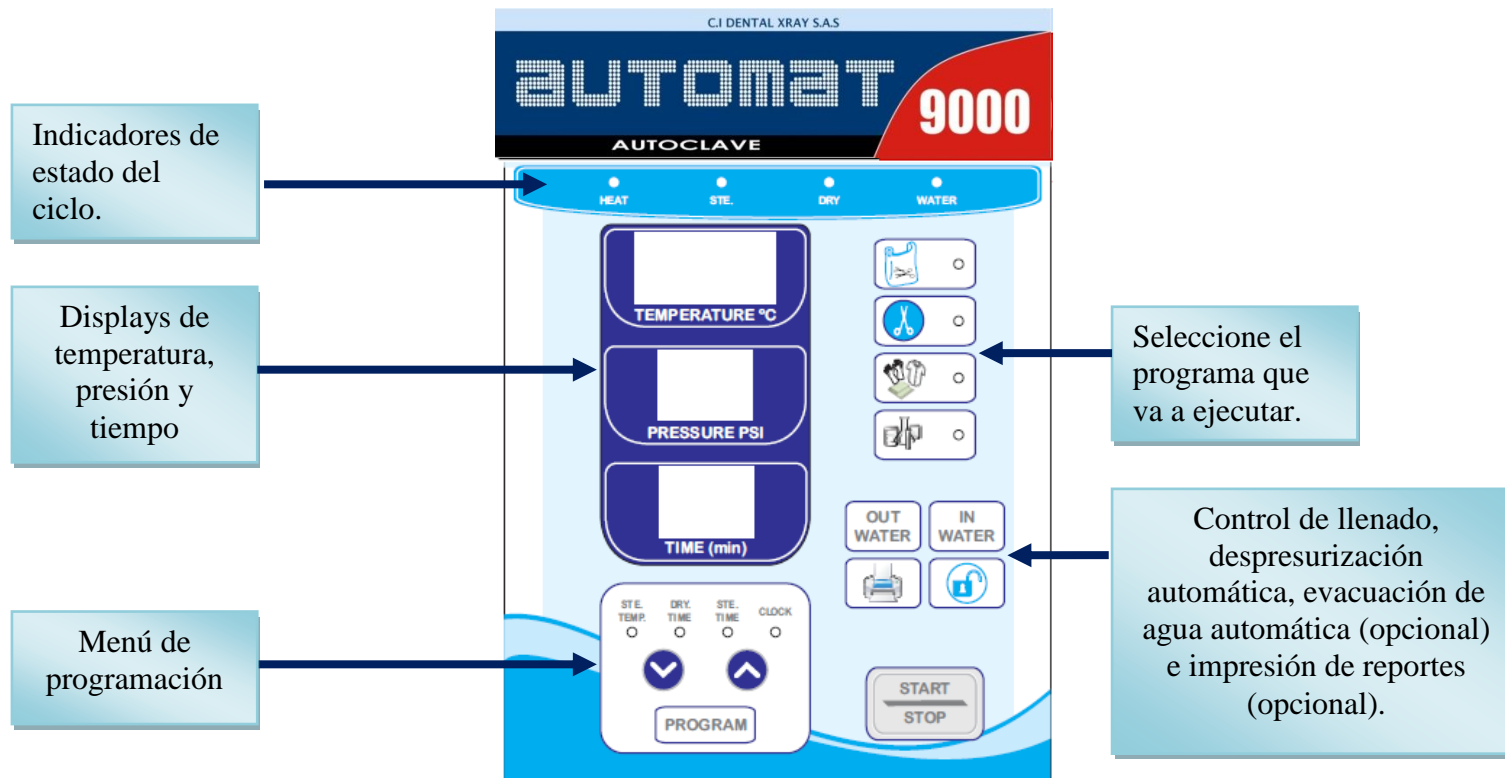 C.I DENTAL XRAY S.A.S
AUTOMAT
9000
AUTOCLAVE
Indicadores de
estado del
ciclo.
HEAT STE. DRY WATER
Displays de
temperatura,
presión y
tiempo
TEMPERATURE ºC
PRESSURE PSI
TIME (min)
Seleccione el
programa que
va a ejecutar.
OUT
WATER
IN
WATER
Control de llenado,
despresurización
automática, evacuación de
agua automática (opcional)
e impresión de reportes
(opcional).
Menú de
programación
STE.
TEMP.
DRY.
TIME
STE.
TIME
CLOCK
PROGRAM
START
STOP